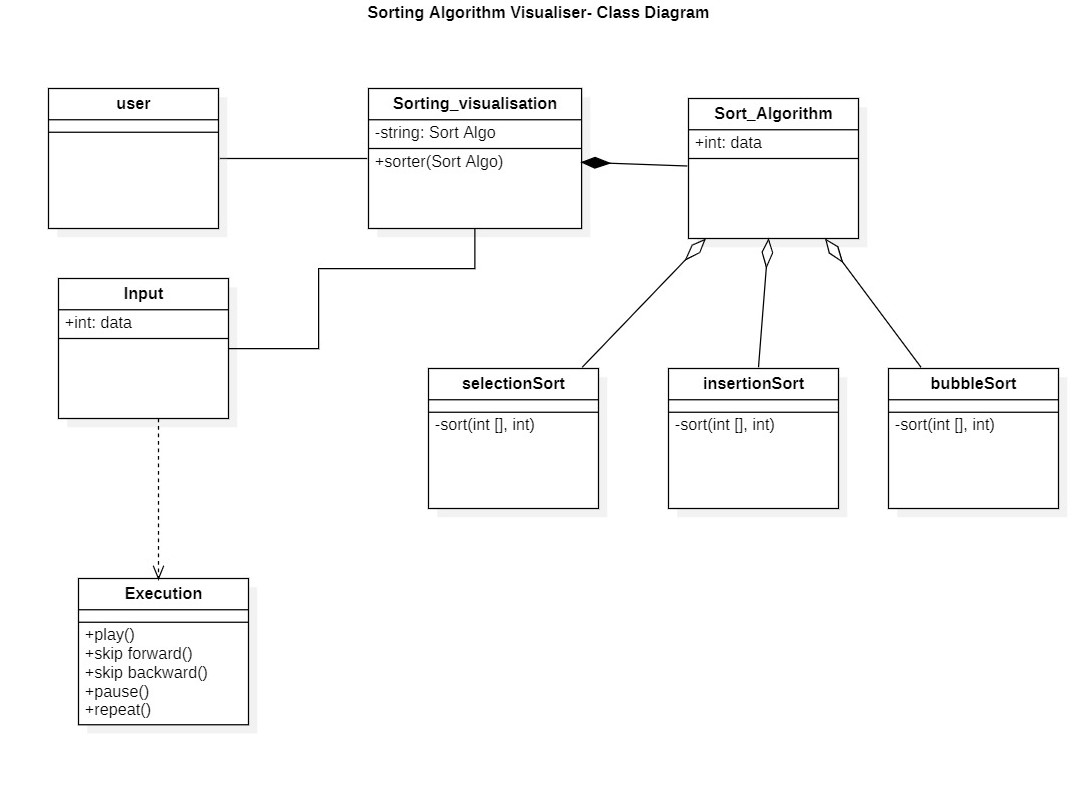 Sorting Algorithm Visualiser- Class Diagram
user
Sorting_visualisation
-string: Sort Algo
+sorter(Sort Algo)
Sort_Algorithm
+int: data
Input
+int: data
selectionSort
-sort(int [], int)
insertionSort
-sort(int [], int)
bubbleSort
-sort(int [], int)
Execution
+play()
+skip forward()
+skip backward()
+pause()
+repeat()